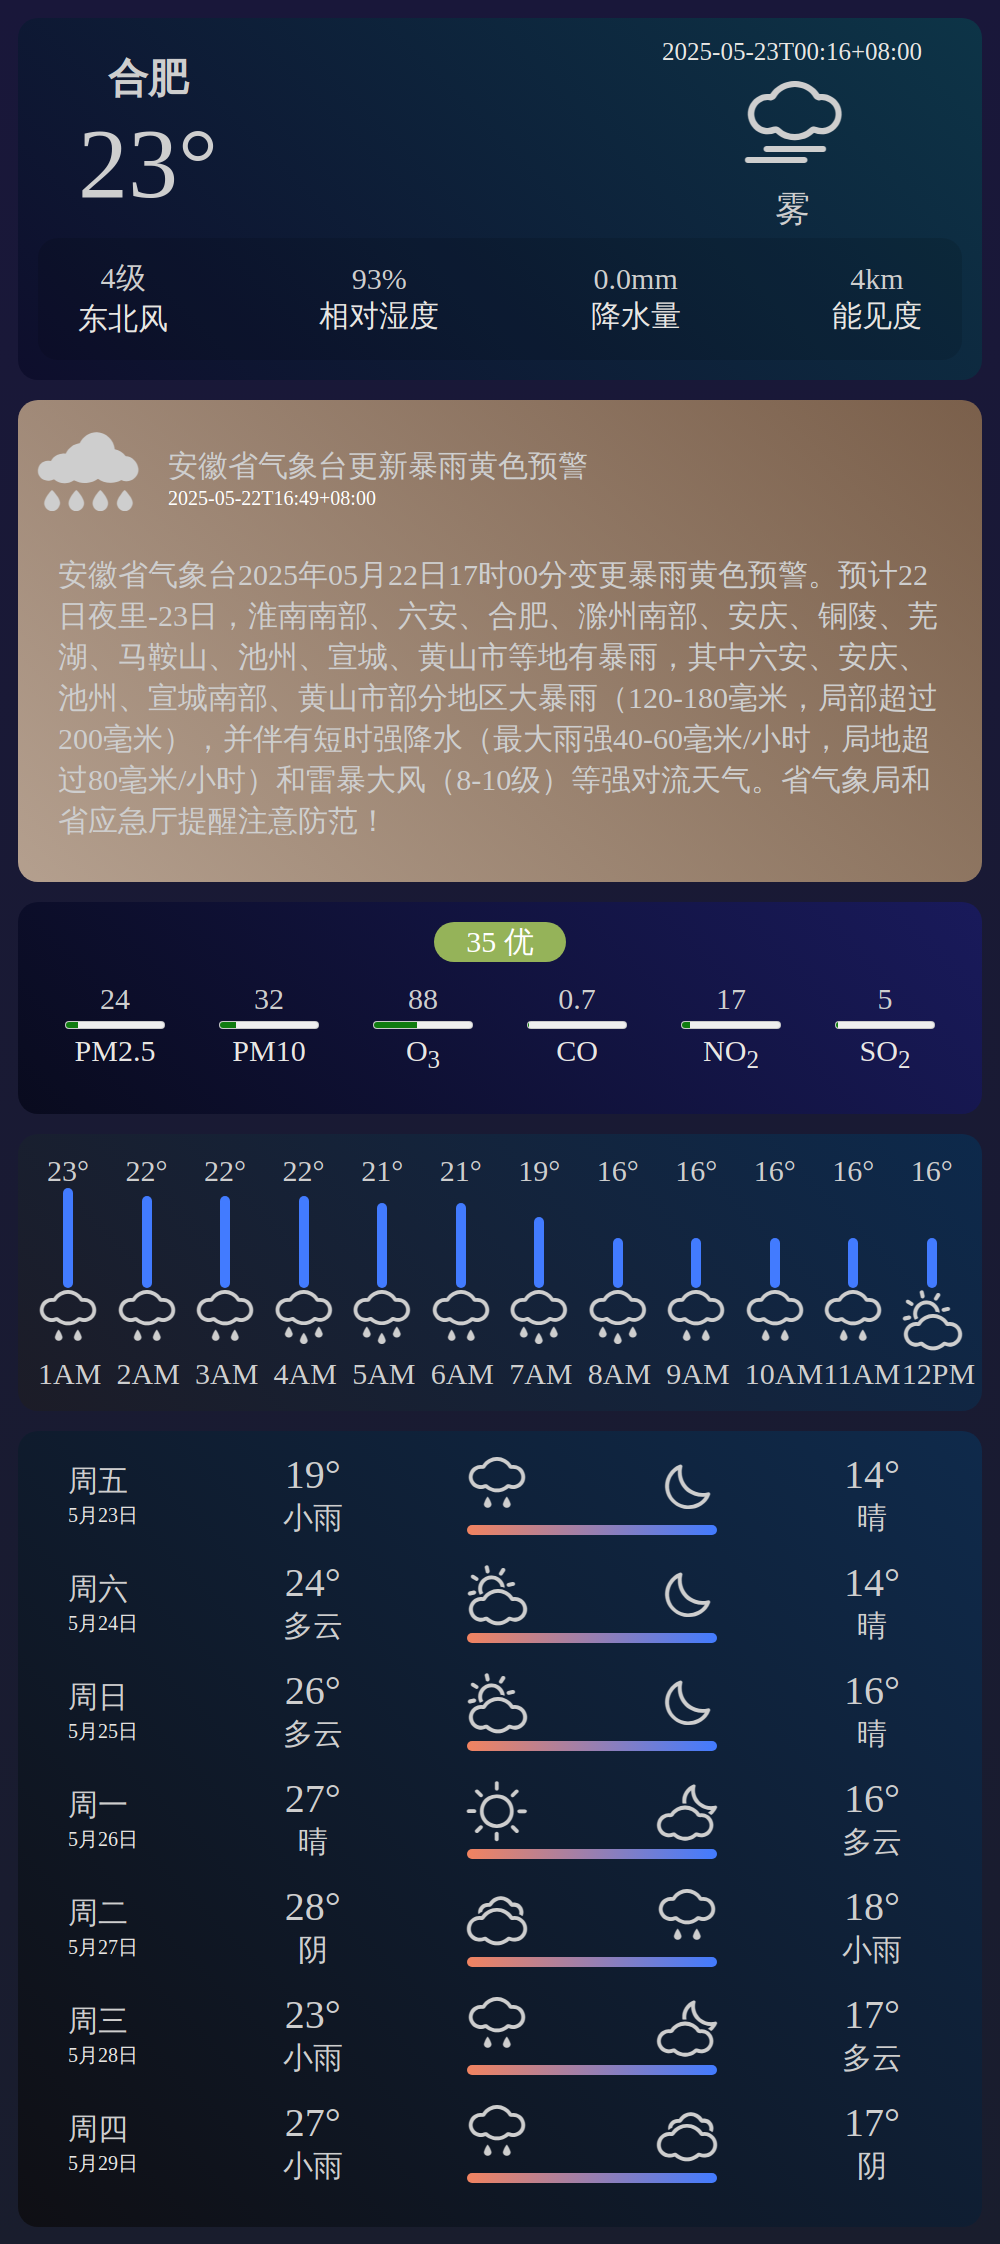 合肥
23°
2025-05-23T00:16+08:00
雾
4级 93% 0.0mm 4km
东北风 相对湿度 降水量 能见度
安徽省气象台更新暴雨黄色预警
2025-05-22T16:49+08:00
安徽省气象台2025年05月22日17时00分变更暴雨黄色预警。预计22
日夜里-23日，淮南南部、六安、合肥、滁州南部、安庆、铜陵、芜
湖、马鞍山、池州、宣城、黄山市等地有暴雨，其中六安、安庆、
池州、宣城南部、黄山市部分地区大暴雨（120-180毫米，局部超过
200毫米），并伴有短时强降水（最大雨强40-60毫米/小时，局地超
过80毫米/小时）和雷暴大风（8-10级）等强对流天气。省气象局和
省应急厅提醒注意防范！
35 优
24 32 88 0.7 17 5
PM2.5 PM10 O3 CO NO2 SO2
23° 22° 22° 22° 21° 21° 19° 16° 16° 16° 16° 16°
1AM 2AM 3AM 4AM 5AM 6AM 7AM 8AM 9AM 10AM 11AM 12PM
周五 19° 14°
5月23日 小雨 晴
周六 24° 14°
5月24日 多云 晴
周日 26° 16°
5月25日 多云 晴
周一 27° 16°
5月26日 晴 多云
周二 28° 18°
5月27日 阴 小雨
周三 23° 17°
5月28日 小雨 多云
周四 27° 17°
5月29日 小雨 阴